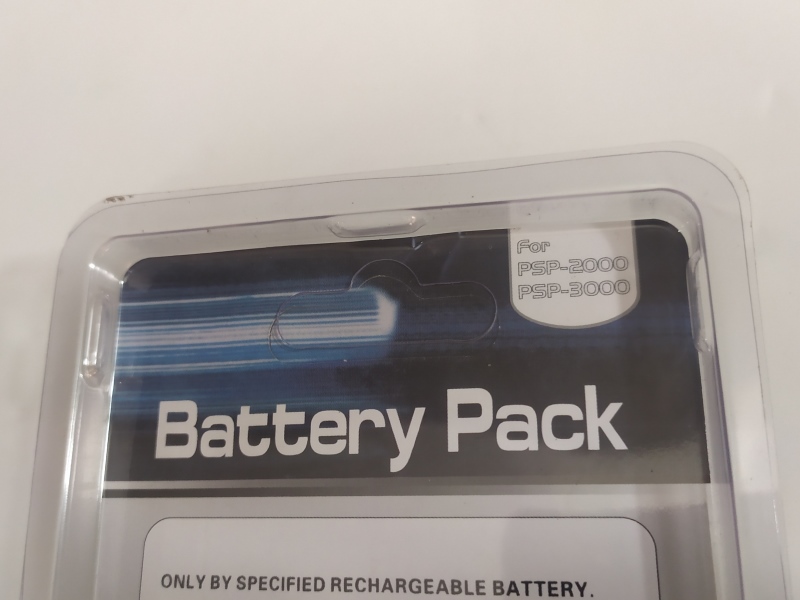 For
PSP-2000
PSP-3000
Battery Pack
ONLY BY SPECIFIED RECHARGEABLE BATTERY.